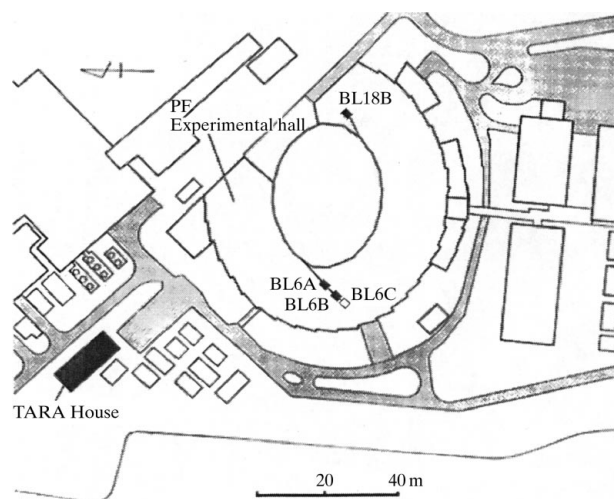 PF
Experimental hall
BL18B
BL6A
BL6B
BL6C
TARA House
20
40 m